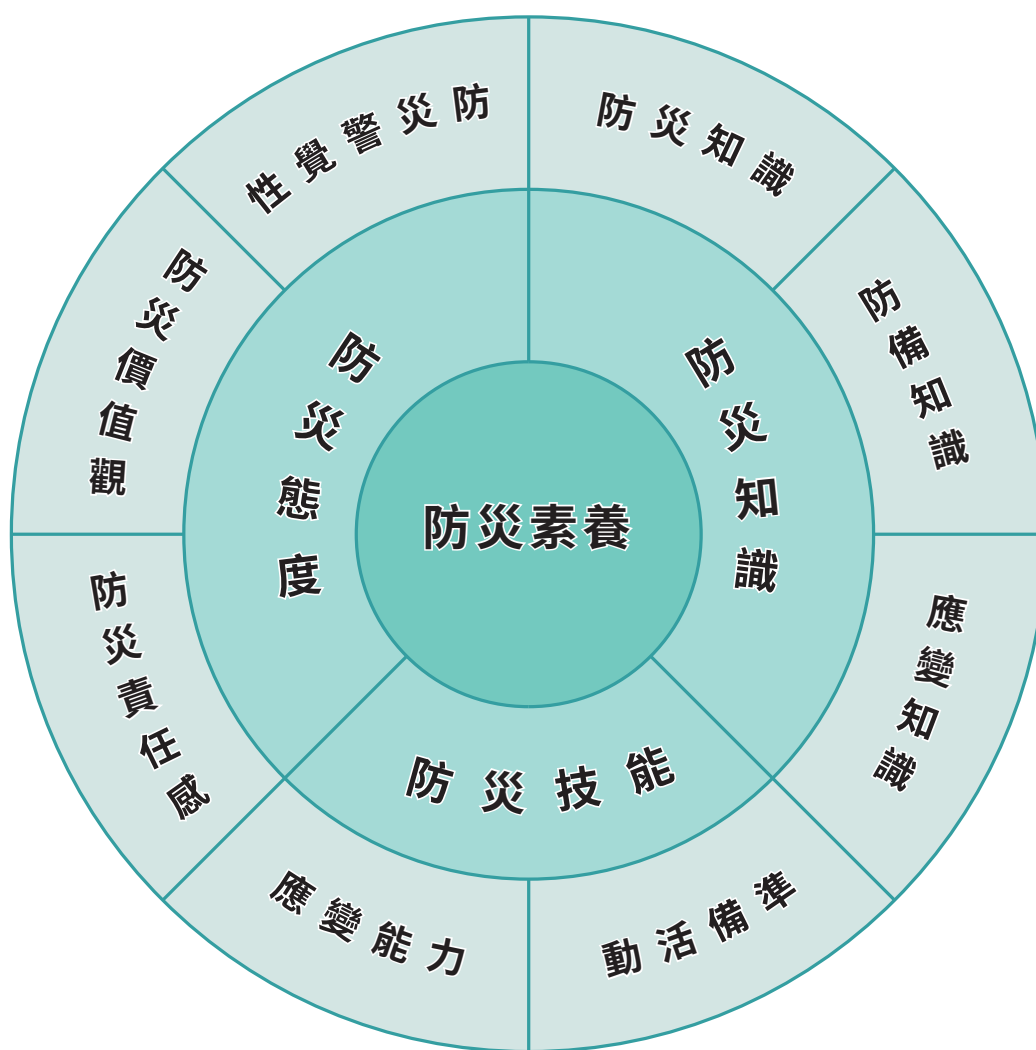 防災素養
防災知識
防災技能
防災態度
防災知識
防備知識
應變知識
準備活動
應變能力
防災責任感
防災價值觀
防災警覺性